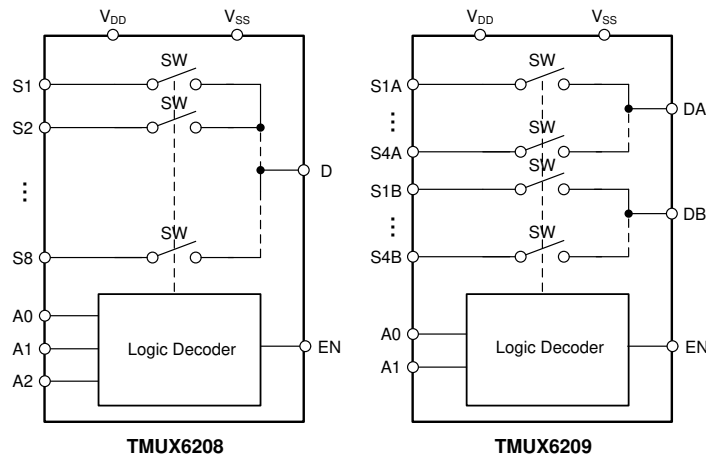 VDD
VSS
SW
S1
SW
S2
D
...
SW
S8
A0
A1
Logic Decoder
EN
A2
TMUX6208
VDD
VSS
SW
S1A
DA
...
SW
S4A
SW
S1B
DB
...
SW
S4B
A0
Logic Decoder
EN
A1
TMUX6209